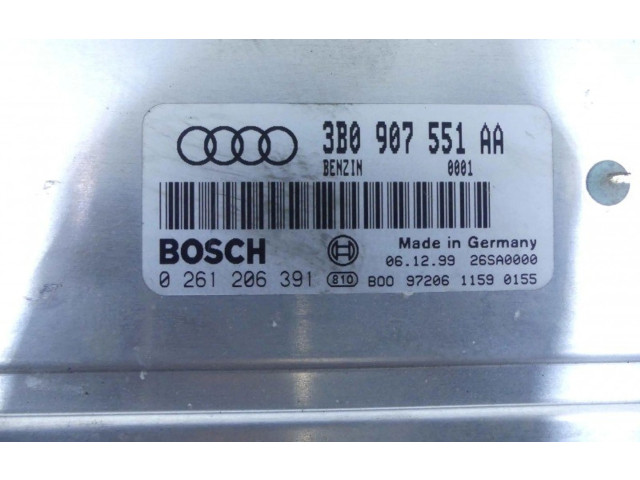 3B0 907 551 AA
BENZIN 0001
BOSCH
Made in Germany
06.12.99 26SA0000
0 261 206 391 810 B00 97206 1159 0155